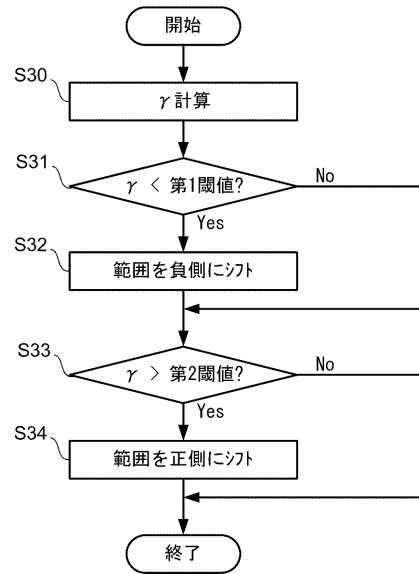 開始
S30
γ計算
S31
γ < 第1閾値?
No
Yes
S32
範囲を負側にシフト
S33
γ > 第2閾値?
No
Yes
S34
範囲を正側にシフト
終了